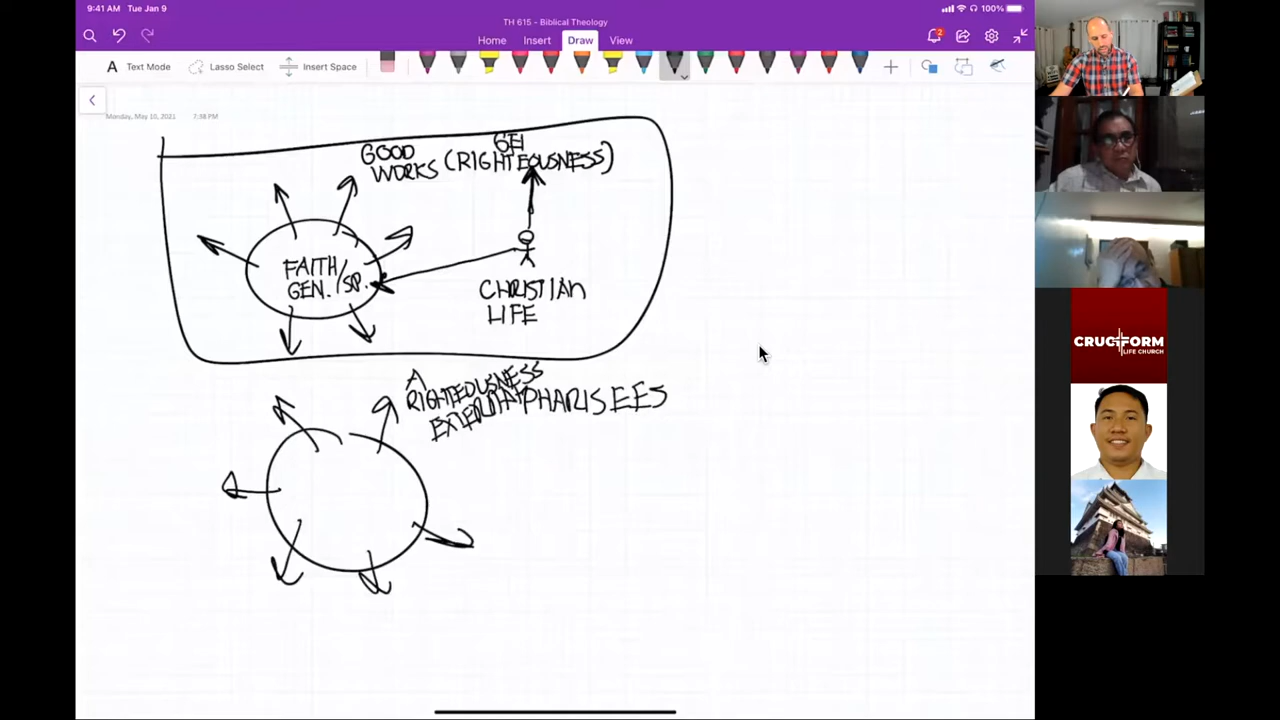 9:41 AM Tue Jan 9
100%
TH 615 - Biblical Theology
Home Insert Draw View
2
A Text Mode Lasso Select Insert Space
Monday, May 10, 2021 7:38 PM
GOOD
WORKS (RIGHTEOUSNESS)
FAITH/
GEN. /SP.
CHRISTIAN
LIFE
A
RIGHTEOUSNESS
PHARISEES
CRUCIFORM
LIFE CHURCH